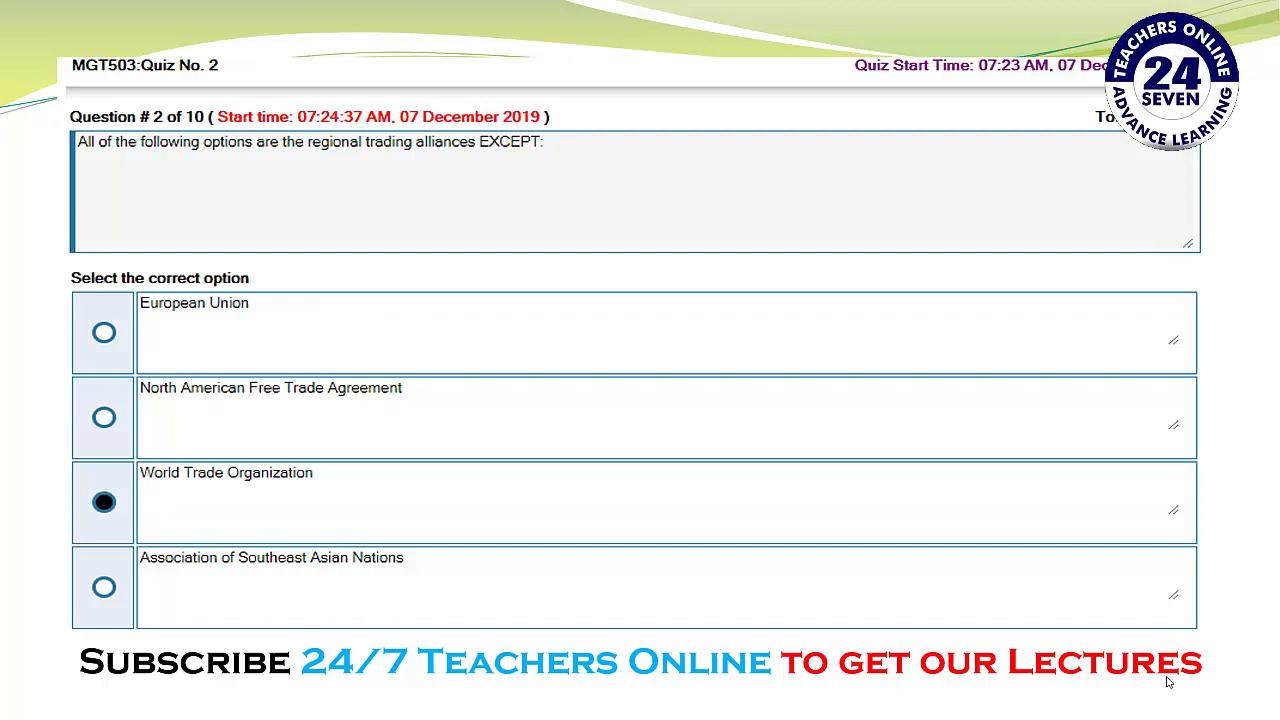 MGT503:Quiz No. 2
Quiz Start Time: 07:23 AM, 07
TEACHERS ONLINE
24
SEVEN
ADVANCE LEARNING
Question # 2 of 10 ( Start time: 07:24:37 AM, 07 December 2019 )
All of the following options are the regional trading alliances EXCEPT:
Select the correct option
European Union
North American Free Trade Agreement
World Trade Organization
Association of Southeast Asian Nations
SUBSCRIBE 24/7 TEACHERS ONLINE TO GET OUR LECTURES